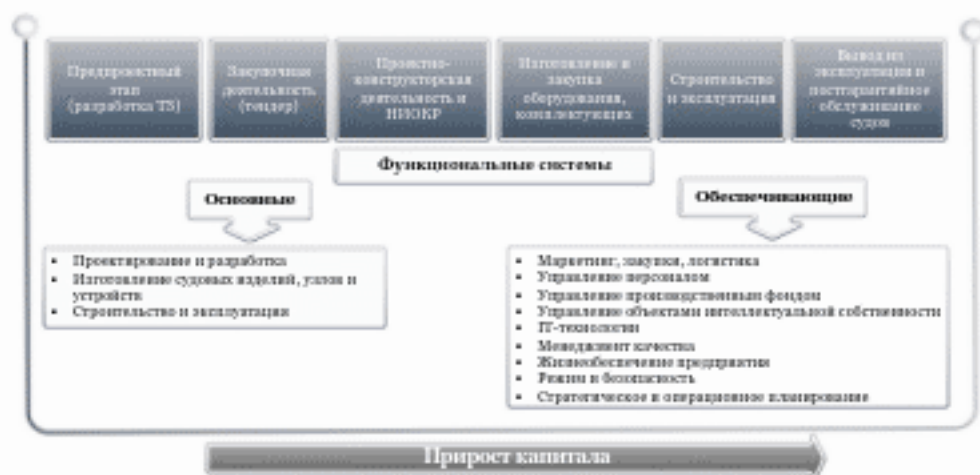 Предпроектный
этап
(разработка ТЗ)
Закупочная
деятельность
(тендер)
Проектно-
конструкторская
деятельность и
НИОКР
Изготовление и
закупка
оборудования,
комплектующих
Строительство
и эксплуатация
Вывод из
эксплуатации и
постгарантийное
обслуживание
судов
Функциональные системы
Основные
Обеспечивающие
Проектирование и разработка
Изготовление судовых изделий, узлов и
устройств
Строительство и эксплуатация
Маркетинг, закупки, логистика
Управление персоналом
Управление производственным фондом
Управление объектами интеллектуальной собственности
IT-технологии
Менеджмент качества
Жизнеобеспечение предприятия
Режим и безопасность
Стратегическое и операционное планирование
Прирост капитала